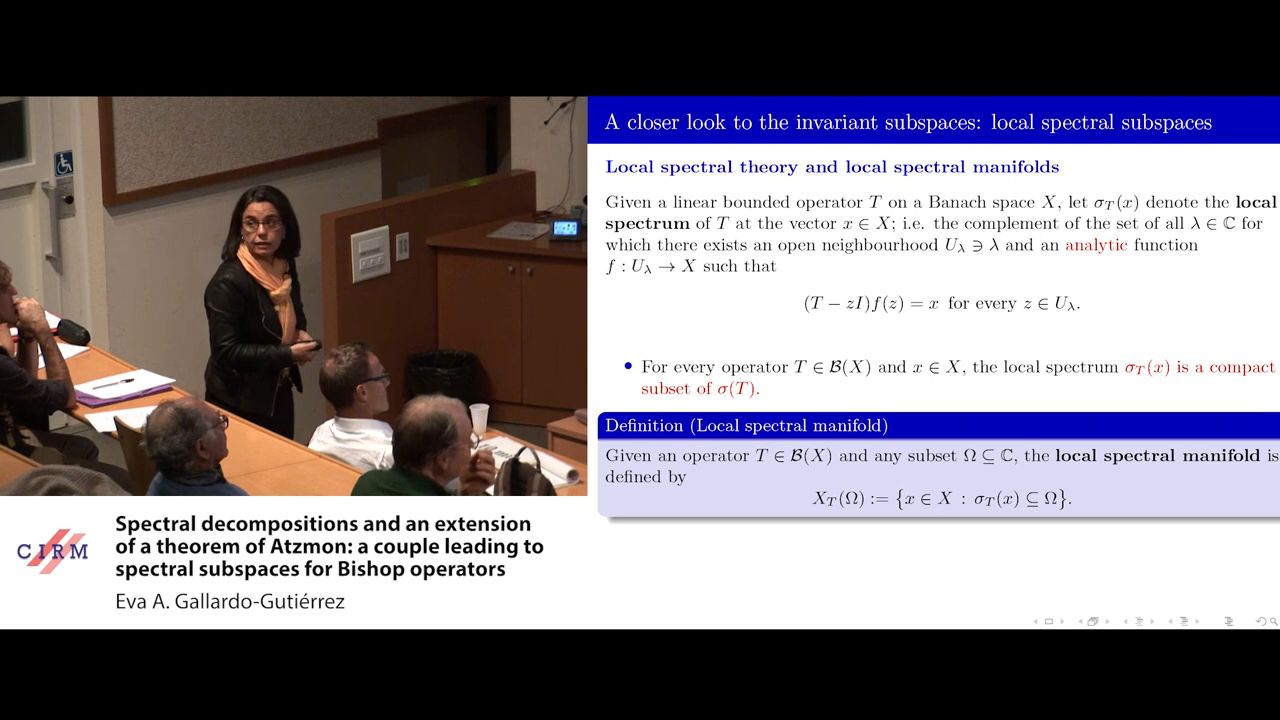 A closer look to the invariant subspaces: local spectral subspaces
Local spectral theory and local spectral manifolds
Given a linear bounded operator T on a Banach space X, let σ_T(x) denote the local
spectrum of T at the vector x ∈ X; i.e. the complement of the set of all λ ∈ ℂ for
which there exists an open neighbourhood U_λ ∋ λ and an analytic function
f : U_λ → X such that
(T − zI)f(z) = x for every z ∈ U_λ.
• For every operator T ∈ 𝓑(X) and x ∈ X, the local spectrum σ_T(x) is a compact
subset of σ(T).
Definition (Local spectral manifold)
Given an operator T ∈ 𝓑(X) and any subset Ω ⊆ ℂ, the local spectral manifold is
defined by
X_T(Ω) := {x ∈ X : σ_T(x) ⊆ Ω}.
CIRM
Spectral decompositions and an extension
of a theorem of Atzmon: a couple leading to
spectral subspaces for Bishop operators
Eva A. Gallardo-Gutiérrez